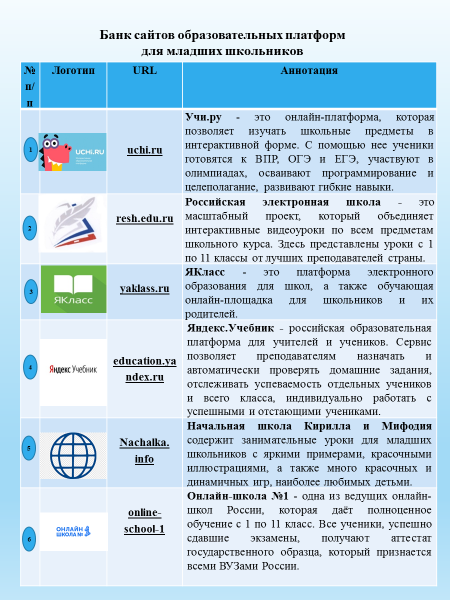 Банк сайтов образовательных платформ
для младших школьников
№
п/
п
Логотип
URL
Аннотация
1
UCHi.RU
uchi.ru
Учи.ру - это онлайн-платформа, которая
позволяет изучать школьные предметы в
интерактивной форме. С помощью нее ученики
готовятся к ВПР, ОГЭ и ЕГЭ, участвуют в
олимпиадах, осваивают программирование и
целеполагание, развивают гибкие навыки.
2
resh.edu.ru
Российская электронная школа - это
масштабный проект, который объединяет
интерактивные видеоуроки по всем предметам
школьного курса. Здесь представлены уроки с 1
по 11 классы от лучших преподавателей страны.
3
ЯКласс
yaklass.ru
ЯКласс - это платформа электронного
образования для школ, а также обучающая
онлайн-площадка для школьников и их
родителей.
4
Яндекс Учебник
education.ya
ndex.ru
Яндекс.Учебник - российская образовательная
платформа для учителей и учеников. Сервис
позволяет преподавателям назначать и
автоматически проверять домашние задания,
отслеживать успеваемость отдельных учеников
и всего класса, индивидуально работать с
успешными и отстающими учениками.
5
Nachalka.
info
Начальная школа Кирилла и Мифодия
содержит занимательные уроки для младших
школьников с яркими примерами, красочными
иллюстрациями, а также много красочных и
динамичных игр, наиболее любимых детьми.
6
ОНЛАЙН
ШКОЛА №1
online-
school-1
Онлайн-школа №1 - одна из ведущих онлайн-
школ России, которая даёт полноценное
обучение с 1 по 11 класс. Все ученики, успешно
сдавшие экзамены, получают аттестат
государственного образца, который признается
всеми ВУЗами России.